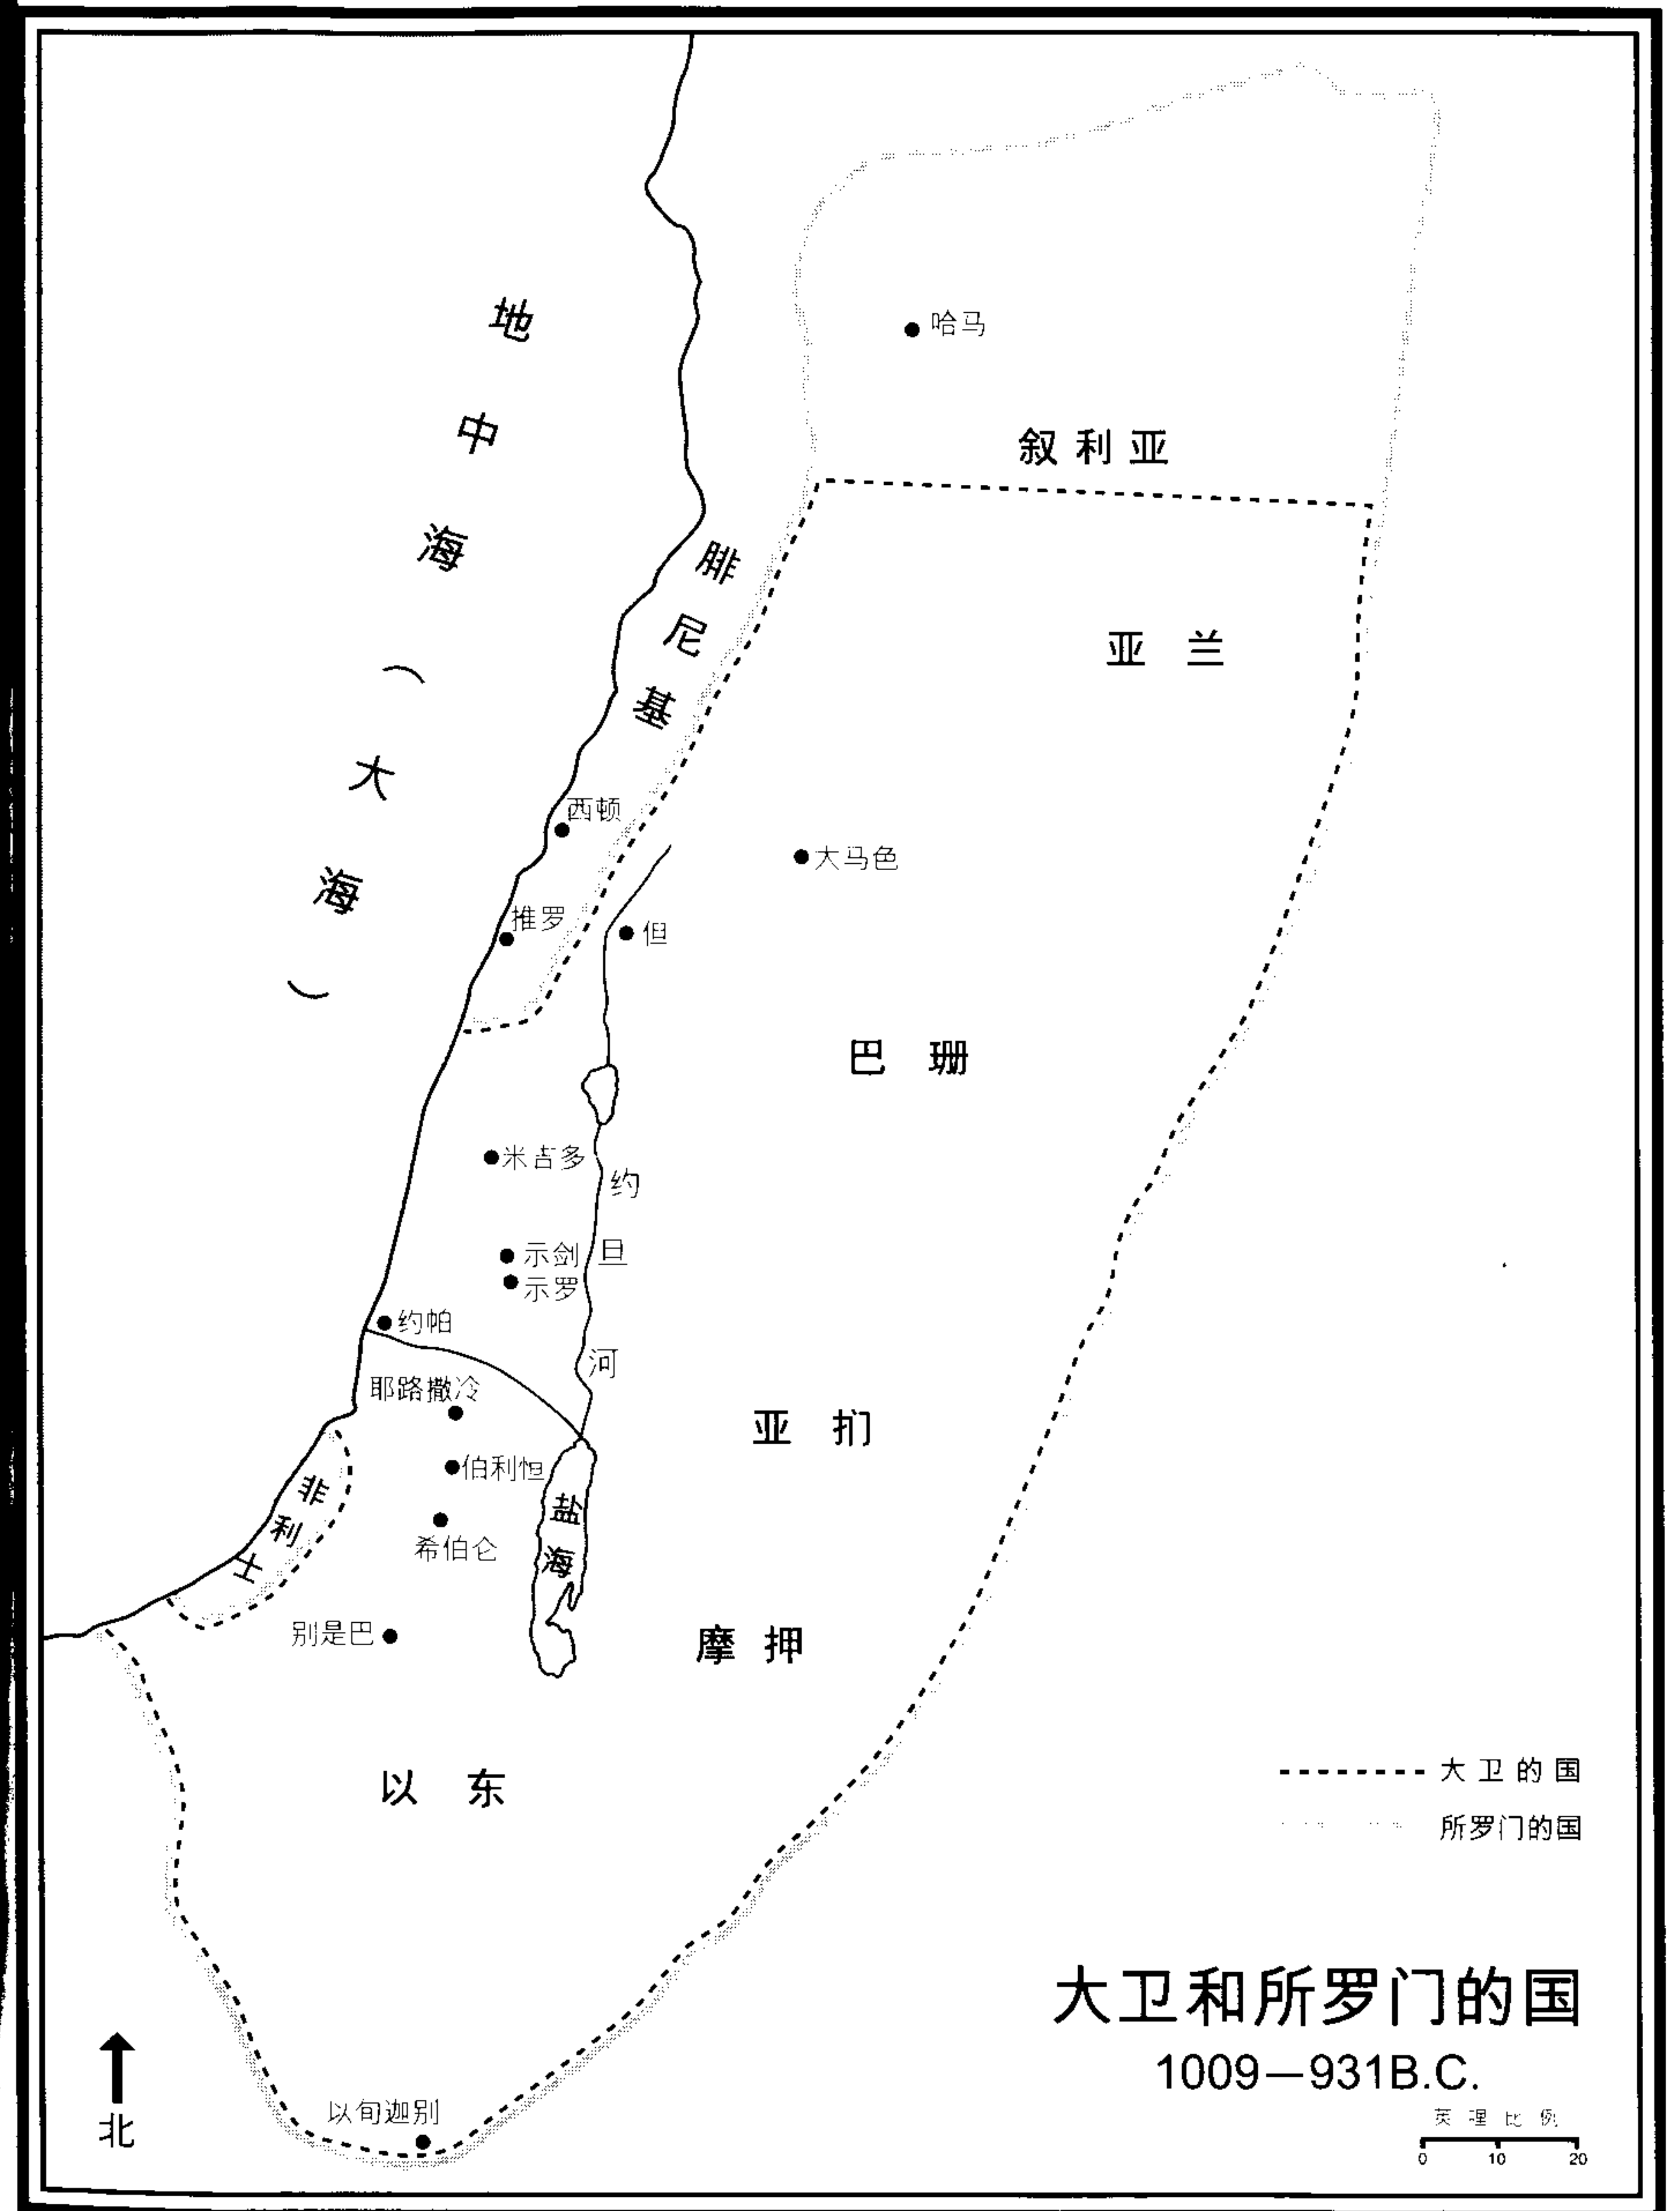 地中海（大海）
哈马
叙利亚
腓尼基
亚兰
西顿
大马色
推罗
但
巴珊
米吉多
约旦河
示剑
示罗
约帕
耶路撒冷
亚扪
伯利恒
非利士
盐海
希伯仑
别是巴
摩押
以东
大卫的国
所罗门的国
大卫和所罗门的国
1009—931B.C.
英里比例
0 10 20
以旬迦别
北